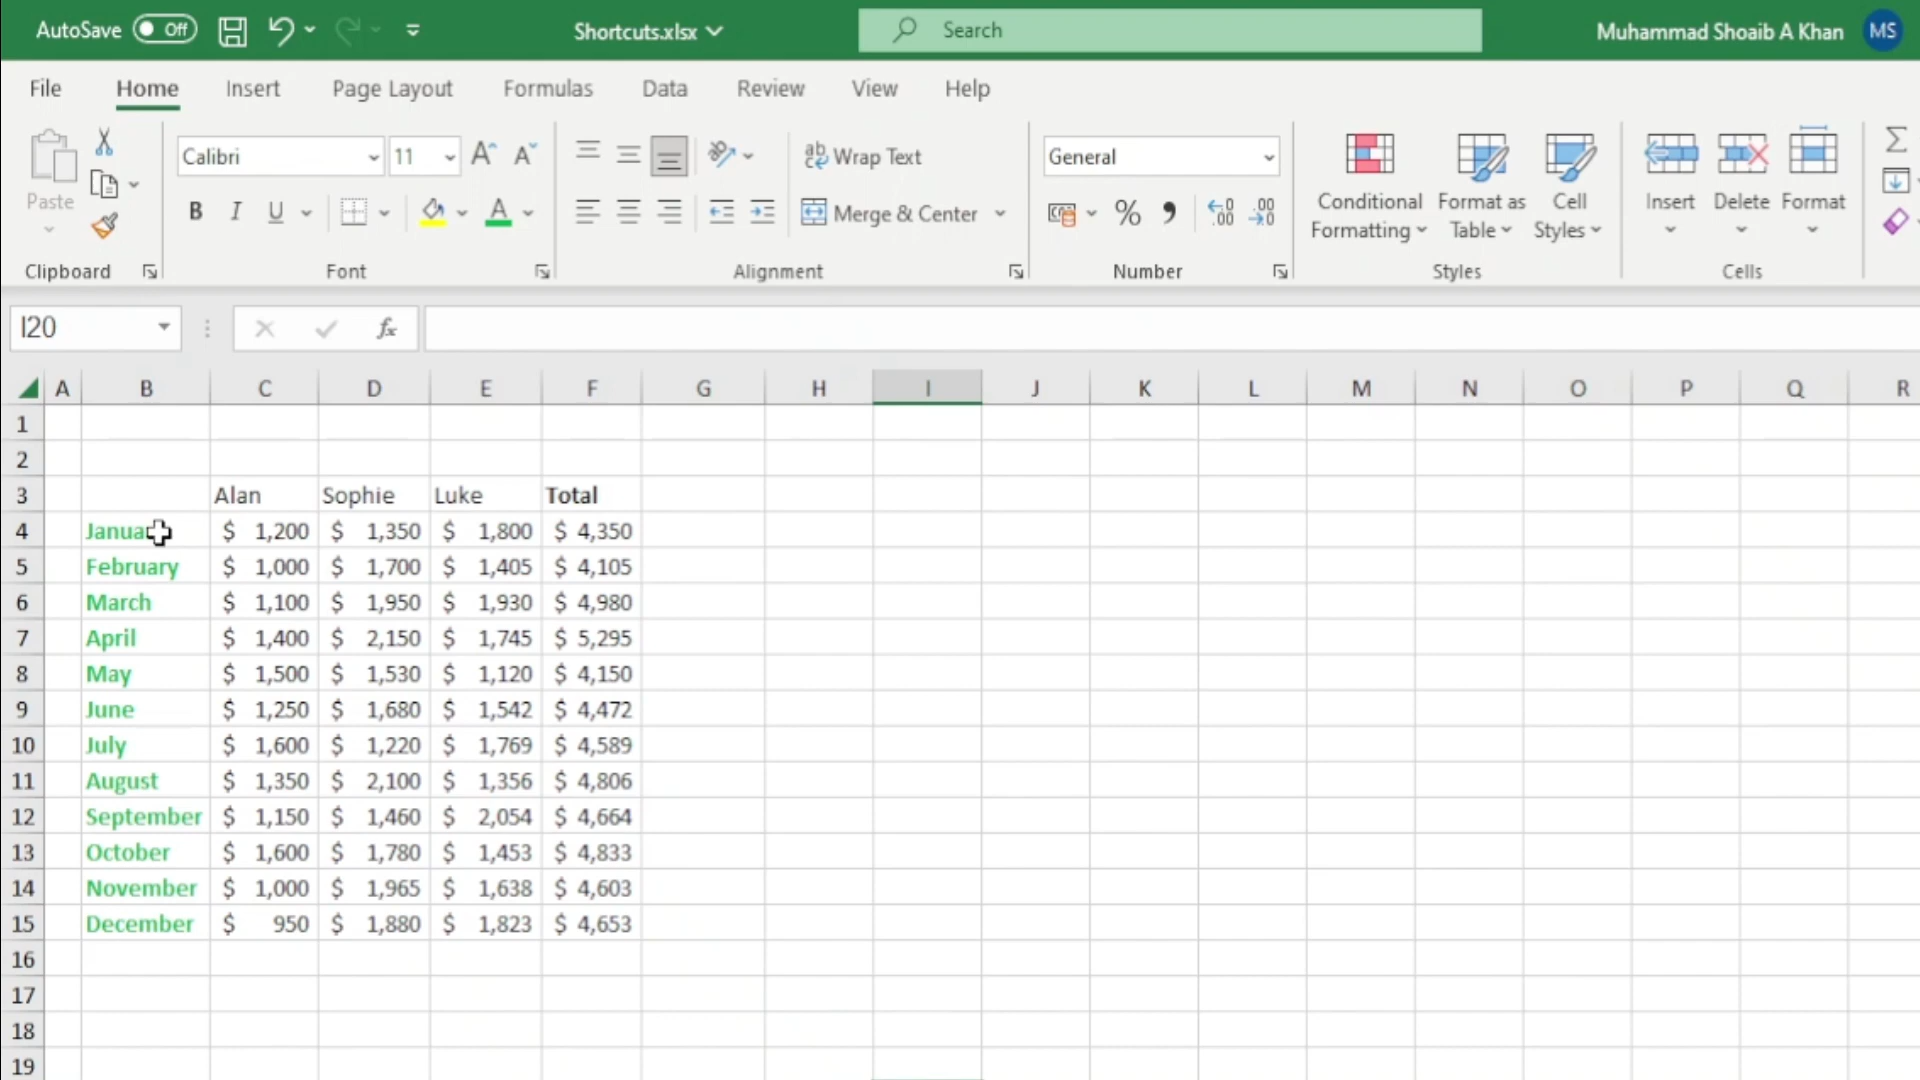 AutoSave Off Shortcuts.xlsx Search Muhammad Shoaib A Khan MS
File Home Insert Page Layout Formulas Data Review View Help
Paste Calibri 11 Wrap Text General Conditional Formatting Format as Table Cell Styles Insert Delete Format
B I U A Merge & Center % .00
Clipboard Font Alignment Number Styles Cells
I20 fx
A B C D E F G H I J K L M N O P Q R
1
2
3 Alan Sophie Luke Total
4 $ 1,200 $ 1,350 $ 1,800 $ 4,350
5 February $ 1,000 $ 1,700 $ 1,405 $ 4,105
6 March $ 1,100 $ 1,950 $ 1,930 $ 4,980
7 April $ 1,400 $ 2,150 $ 1,745 $ 5,295
8 May $ 1,500 $ 1,530 $ 1,120 $ 4,150
9 June $ 1,250 $ 1,680 $ 1,542 $ 4,472
10 July $ 1,600 $ 1,220 $ 1,769 $ 4,589
11 August $ 1,350 $ 2,100 $ 1,356 $ 4,806
12 September $ 1,150 $ 1,460 $ 2,054 $ 4,664
13 October $ 1,600 $ 1,780 $ 1,453 $ 4,833
14 November $ 1,000 $ 1,965 $ 1,638 $ 4,603
15 December $ 950 $ 1,880 $ 1,823 $ 4,653
16
17
18
19